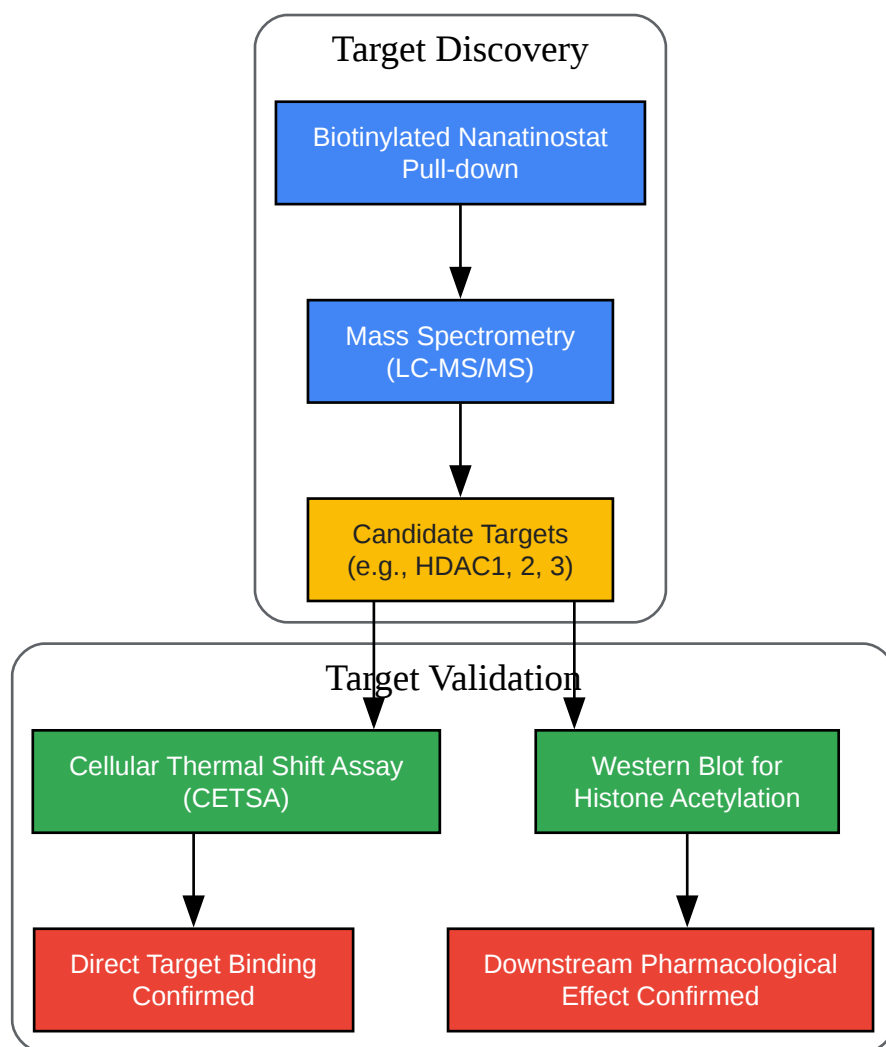 Target Discovery
Biotinylated Nanatinostat
Pull-down
Mass Spectrometry
(LC-MS/MS)
Candidate Targets
(e.g., HDAC1, 2, 3)
Target Validation
Cellular Thermal Shift Assay
(CETSA)
Western Blot for
Histone Acetylation
Direct Target Binding
Confirmed
Downstream Pharmacological
Effect Confirmed